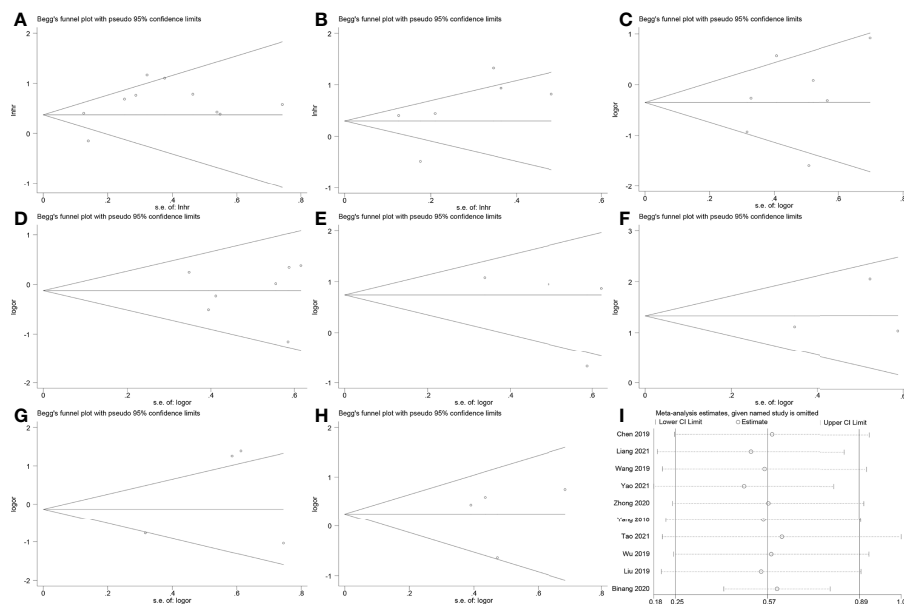 A
Begg's funnel plot with pseudo 95% confidence limits
2
1
0
-1
lnhr
0
.2
.4
.6
.8
s.e. of: lnhr
B
Begg's funnel plot with pseudo 95% confidence limits
2
1
0
-1
lnhr
0
.2
.4
.6
s.e. of: lnhr
C
Begg's funnel plot with pseudo 95% confidence limits
1
0
-1
-2
logor
0
.2
.4
.6
.8
s.e. of: logor
D
Begg's funnel plot with pseudo 95% confidence limits
1
0
-1
-2
logor
0
.2
.4
.6
s.e. of: logor
E
Begg's funnel plot with pseudo 95% confidence limits
2
1
0
-1
logor
0
.2
.4
.6
s.e. of: logor
F
Begg's funnel plot with pseudo 95% confidence limits
3
2
1
0
logor
0
.2
.4
.6
s.e. of: logor
G
Begg's funnel plot with pseudo 95% confidence limits
2
1
0
-1
-2
logor
0
.2
.4
.6
.8
s.e. of: logor
H
Begg's funnel plot with pseudo 95% confidence limits
2
1
0
-1
logor
0
.2
.4
.6
.8
s.e. of: logor
I
Meta-analysis estimates, given named study is omitted
Lower CI Limit
Estimate
Upper CI Limit
Chen 2019
Liang 2021
Wang 2019
Yao 2021
Zhong 2020
Tao 2021
Wu 2019
Liu 2019
Binang 2020
0.18
0.25
0.57
0.89